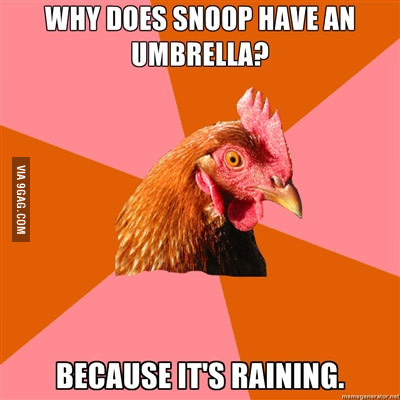 WHY DOES SNOOP HAVE AN
UMBRELLA?
VIA 9GAG.COM
BECAUSE IT'S RAINING.
memegenerator.net